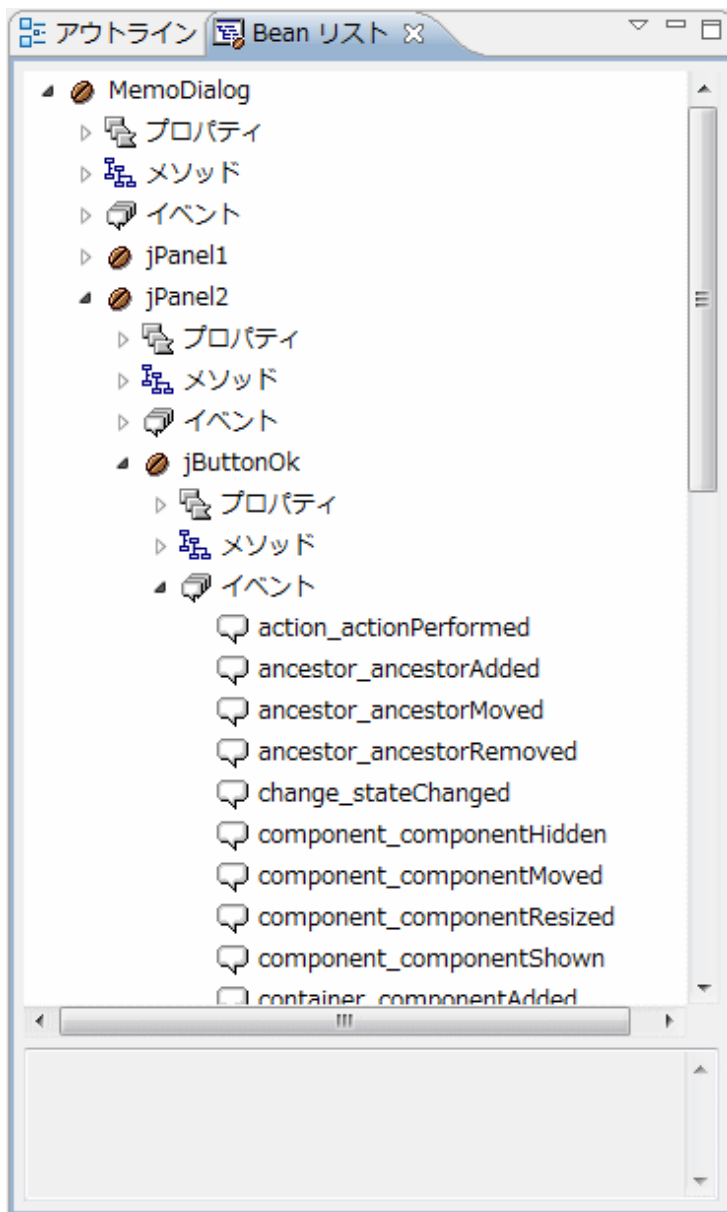 アウトライン Bean リスト
MemoDialog
プロパティ
メソッド
イベント
jPanel1
jPanel2
プロパティ
メソッド
イベント
jButtonOk
プロパティ
メソッド
イベント
action_actionPerformed
ancestor_ancestorAdded
ancestor_ancestorMoved
ancestor_ancestorRemoved
change_stateChanged
component_componentHidden
component_componentMoved
component_componentResized
component_componentShown
container_componentAdded